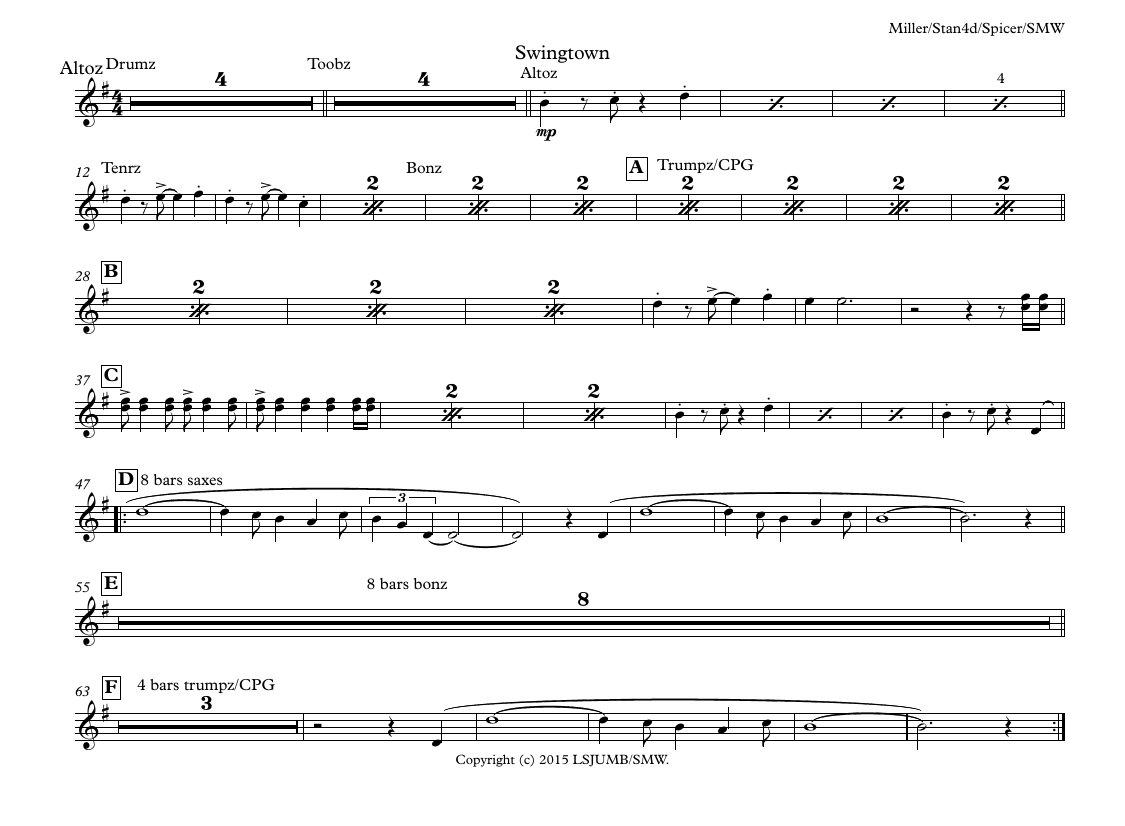 Miller/Stan4d/Spicer/SMW
Swingtown
Altoz Drumz Toobz Altoz
4 4 4
4
4
mp
12 Tenrz Bonz A Trumpz/CPG
2 2 2 2 2 2 2
28 B
2 2 2
37 C
2 2
47 D 8 bars saxes
3
55 E 8 bars bonz
8
63 F 4 bars trumpz/CPG
3
Copyright (c) 2015 LSJUMB/SMW.